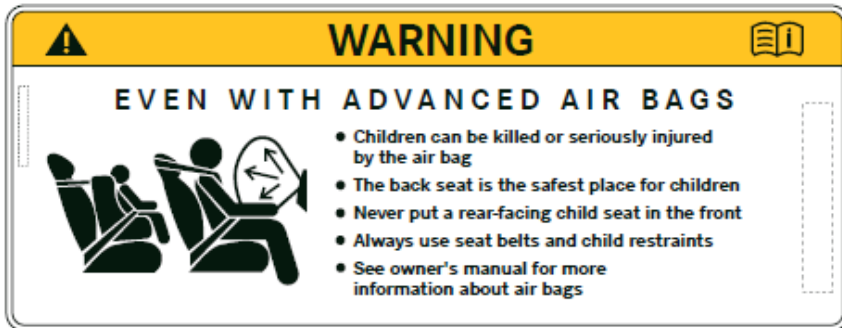 WARNING
EVEN WITH ADVANCED AIR BAGS
• Children can be killed or seriously injured
by the air bag
• The back seat is the safest place for children
• Never put a rear-facing child seat in the front
• Always use seat belts and child restraints
• See owner's manual for more
information about air bags